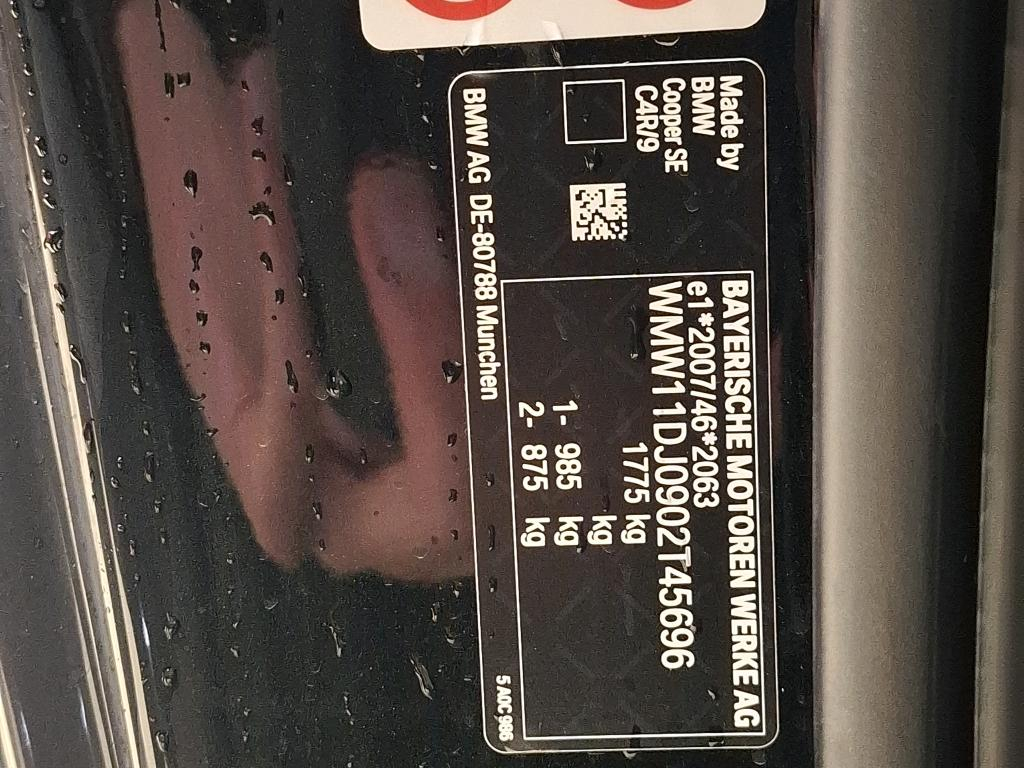 Made by
BMW
Cooper SE
C4R/9
BAYERISCHE MOTOREN WERKE AG
e1*2007/46*2063
WMW11DJ0902T45696
1775 kg
kg
1- 985 kg
2- 875 kg
BMW AG DE-80788 Munchen
5 A0C 986